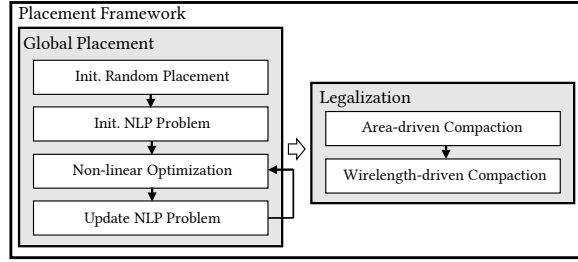 Placement Framework
Global Placement
Init. Random Placement
Init. NLP Problem
Non-linear Optimization
Update NLP Problem
Legalization
Area-driven Compaction
Wirelength-driven Compaction